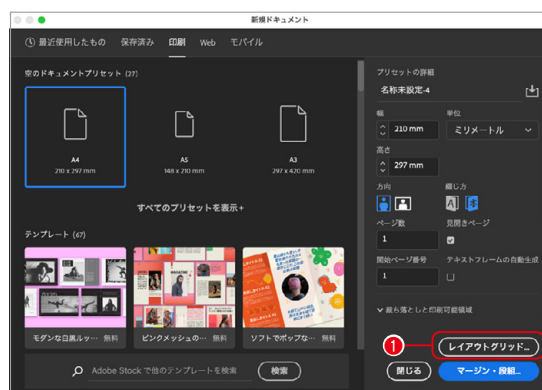 新規ドキュメント
最近使用したもの 保存済み 印刷 Web モバイル
空のドキュメントプリセット (27)
A4
210 x 297 mm
A5
148 x 210 mm
A3
297 x 420 mm
すべてのプリセットを表示+
テンプレート (67)
モダンな白黒ルッ… 無料
ピンクメッシュの… 無料
ソフトでポップな… 無料
Adobe Stock で他のテンプレートを検索
検索
プリセットの詳細
名称未設定-4
幅 単位
210 mm ミリメートル
高さ
297 mm
方向 綴じ方
ページ数 見開きページ
1
開始ページ番号 テキストフレームの自動生成
1
裁ち落としと印刷可能領域
1 レイアウトグリッド...
閉じる マージン・段組...